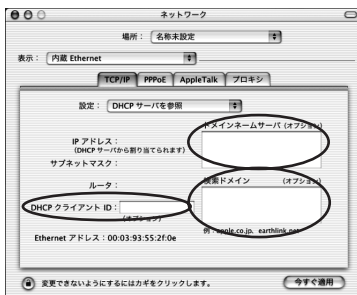 ネットワーク
場所： 名称未設定
表示： 内蔵 Ethernet
TCP/IP PPPoE AppleTalk プロキシ
設定： DHCP サーバを参照
ドメインネームサーバ (オプション)
IP アドレス：
(DHCP サーバから割り当てられます)
サブネットマスク：
ルータ：
検索ドメイン (オプション)
DHCP クライアント ID：
(オプション)
例：apple.co.jp、earthlink.net
Ethernet アドレス：00:03:93:55:2f:0e
変更できないようにするにはカギをクリックします。
今すぐ適用